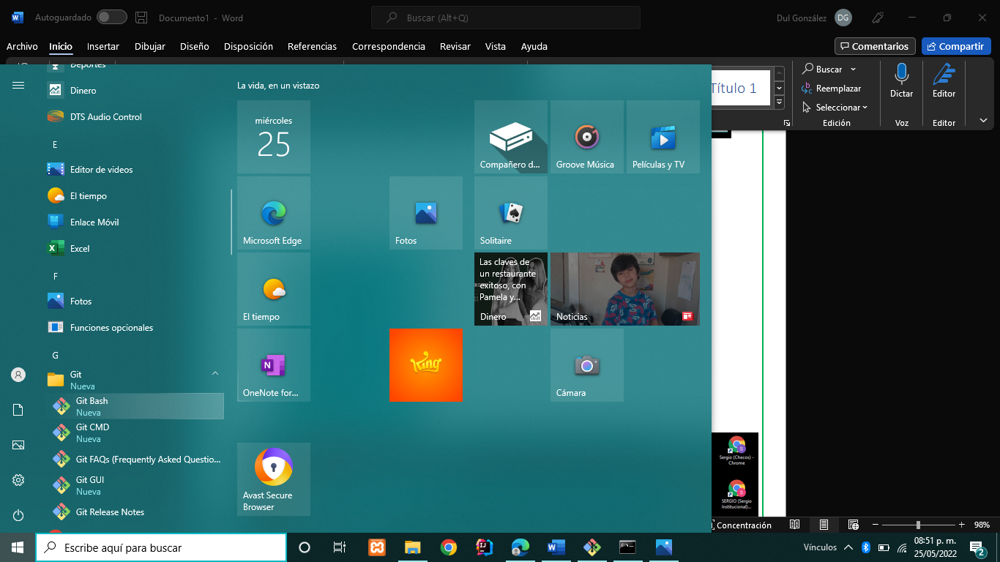 Autoguardado
Documento1 - Word
Buscar (Alt+Q)
Dul González
DG
Archivo
Inicio
Insertar
Dibujar
Diseño
Disposición
Referencias
Correspondencia
Revisar
Vista
Ayuda
Comentarios
Compartir
Título 1
Buscar
Reemplazar
Seleccionar
Edición
Dictar
Voz
Editor
Editor
Deportes
Dinero
DTS Audio Control
E
Editor de videos
El tiempo
Enlace Móvil
Excel
F
Fotos
Funciones opcionales
G
Git
Nueva
Git Bash
Nueva
Git CMD
Nueva
Git FAQs (Frequently Asked Questio...
Git GUI
Nueva
Git Release Notes
La vida, en un vistazo
miércoles
25
Compañero d...
Groove Música
Películas y TV
Microsoft Edge
Fotos
Solitaire
El tiempo
Las claves de
un restaurante
exitoso, con
Pamela y...
Dinero
Noticias
OneNote for...
King
Cámara
Avast Secure
Browser
Sergio (Checos) -
Chrome
SERGIO (Sergio
Institucional)...
Concentración
98%
Escribe aquí para buscar
Vínculos
08:51 p. m.
25/05/2022
2